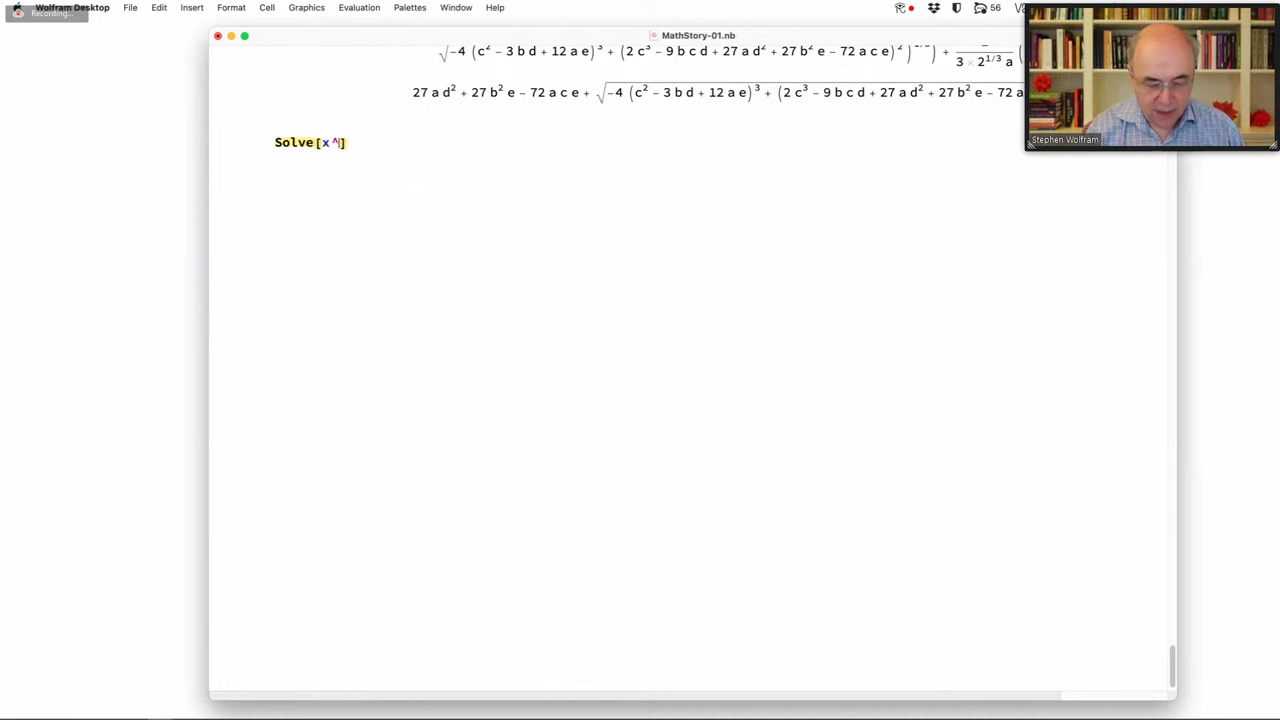 Wolfram Desktop File Edit Insert Format Cell Graphics Evaluation Palettes Window Help 56
Recording...
MathStory-01.nb
√−4 (c² − 3 b d + 12 a e)³ + (2 c³ − 9 b c d + 27 a d² + 27 b² e − 72 a c e)²) + 3 × 2^1/3 a
27 a d² + 27 b² e − 72 a c e + √−4 (c² − 3 b d + 12 a e)³ + (2 c³ − 9 b c d + 27 a d² + 27 b² e − 72 a
Stephen Wolfram
Solve[x ^]